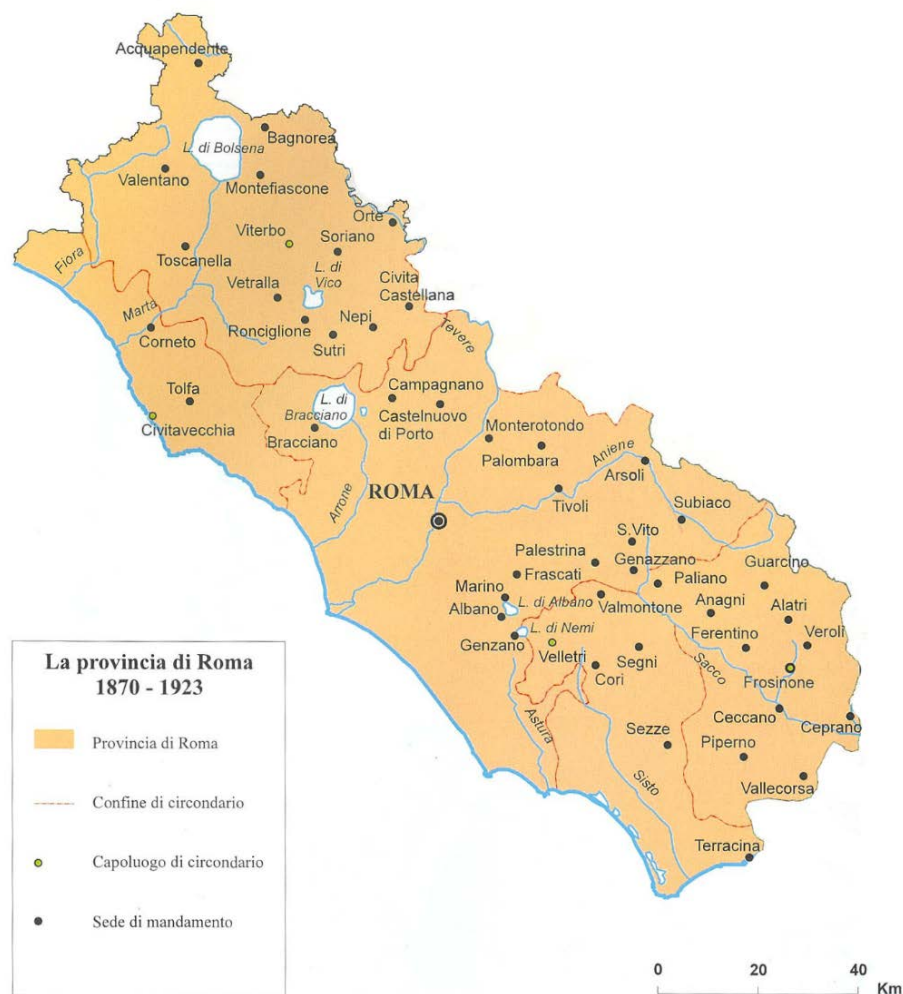 Acquapendente
L. di Bolsena
Bagnorea
Valentano
Montefiascone
Orte
Viterbo
Soriano
Fiora
Toscanella
L. di
Vico
Civita
Castellana
Vetralla
Marta
Corneto
Ronciglione
Nepi
Sutri
Tevere
Tolfa
Civitavecchia
L. di
Bracciano
Bracciano
Campagnano
Castelnuovo
di Porto
Monterotondo
Palombara
Aniene
Arsoli
Arrone
ROMA
Tivoli
Subiaco
S.Vito
Palestrina
Genazzano
Guarcino
Frascati
Paliano
Marino
L. di Albano
Valmontone
Anagni
Alatri
Albano
Ferentino
Veroli
Genzano
L. di Nemi
Velletri
Segni
Sacco
Cori
Frosinone
Astura
Ceccano
Ceprano
Sezze
Piperno
Sisto
Vallecorsa
Terracina
La provincia di Roma
1870 - 1923
Provincia di Roma
Confine di circondario
Capoluogo di circondario
Sede di mandamento
0 20 40
Km